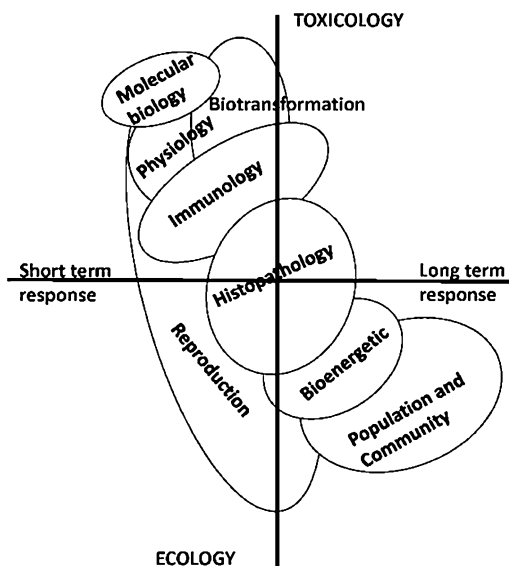 TOXICOLOGY
Molecular
biology
Biotransformation
Physiology
Immunology
Histopathology
Short term
response
Long term
response
Reproduction
Bioenergetic
Population and
Community
ECOLOGY